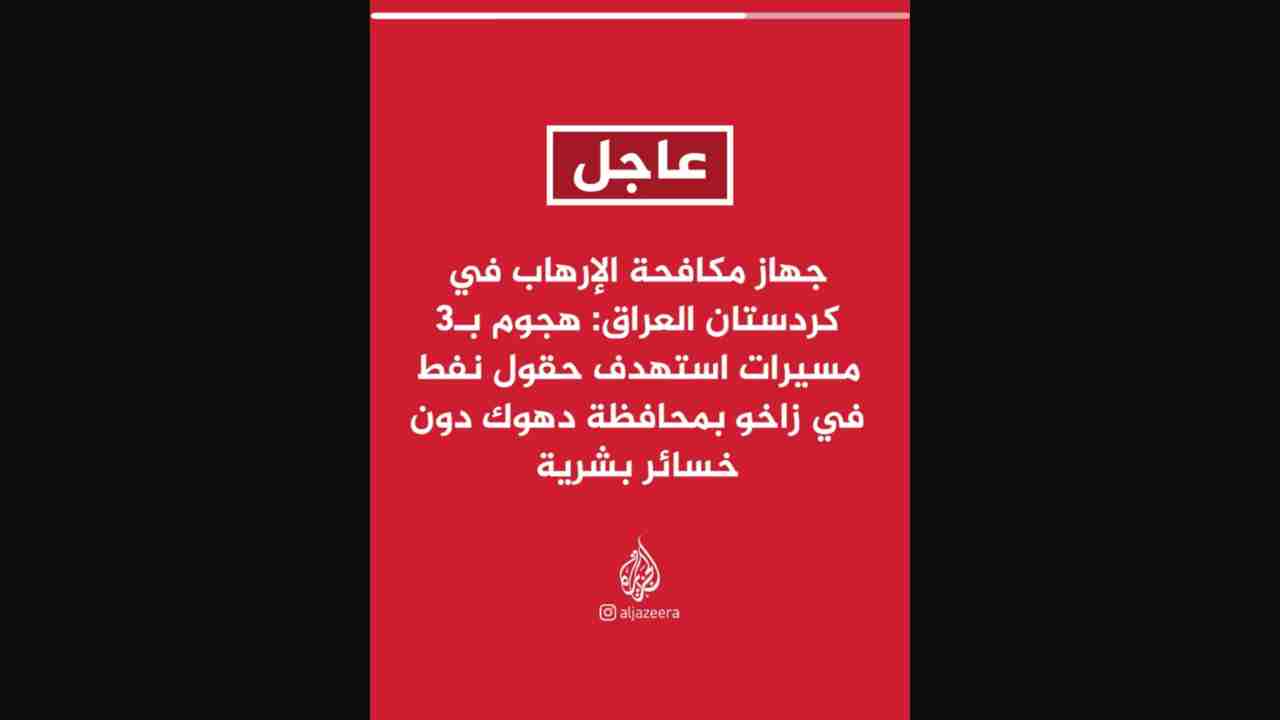 عاجل
جهاز مكافحة الإرهاب في
كردستان العراق: هجوم بـ3
مسيرات استهدف حقول نفط
في زاخو بمحافظة دهوك دون
خسائر بشرية
الجزيرة
aljazeera